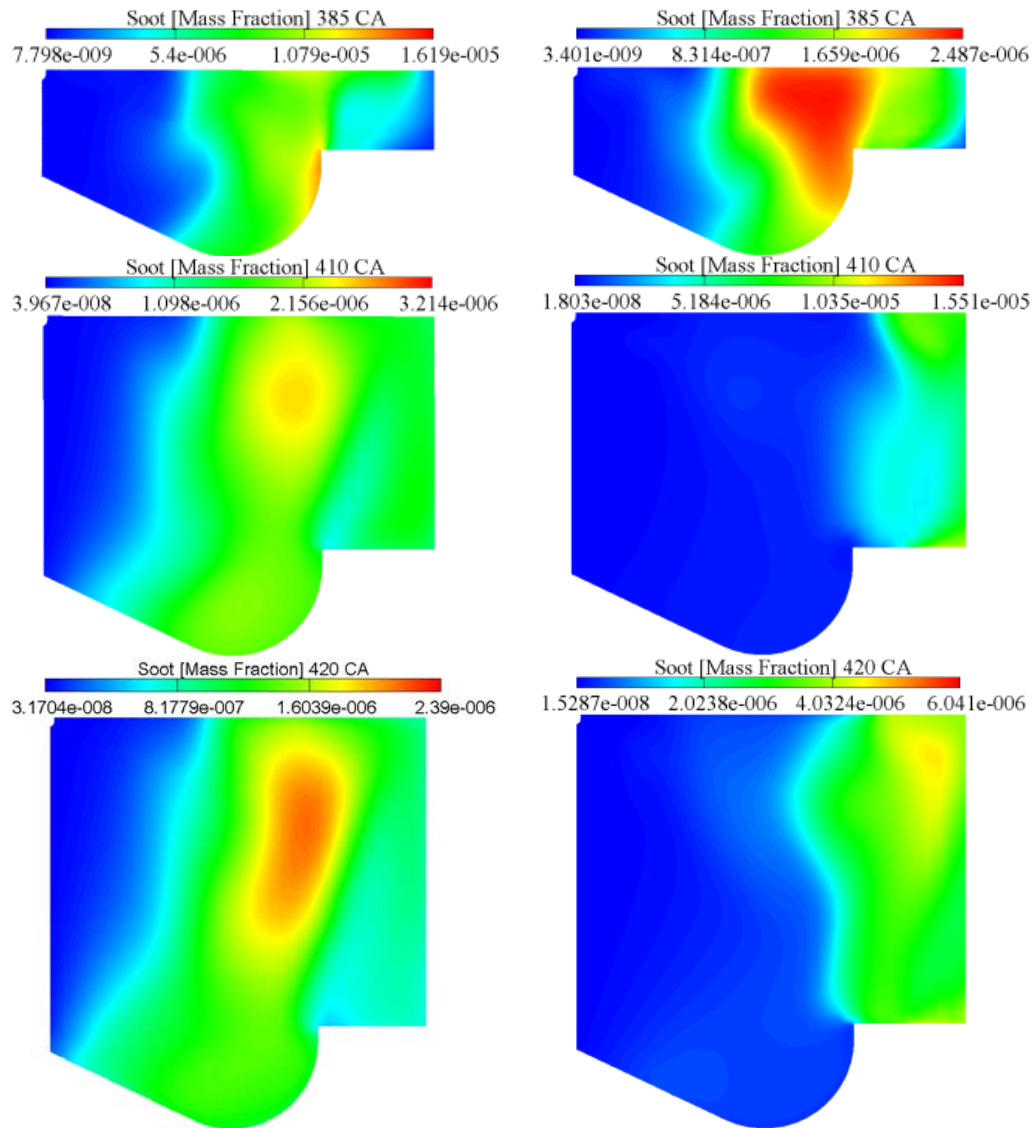 Soot [Mass Fraction] 385 CA
7.798e-009 5.4e-006 1.079e-005 1.619e-005
Soot [Mass Fraction] 385 CA
3.401e-009 8.314e-007 1.659e-006 2.487e-006
Soot [Mass Fraction] 410 CA
3.967e-008 1.098e-006 2.156e-006 3.214e-006
Soot [Mass Fraction] 410 CA
1.803e-008 5.184e-006 1.035e-005 1.551e-005
Soot [Mass Fraction] 420 CA
3.1704e-008 8.1779e-007 1.6039e-006 2.39e-006
Soot [Mass Fraction] 420 CA
1.5287e-008 2.0238e-006 4.0324e-006 6.041e-006